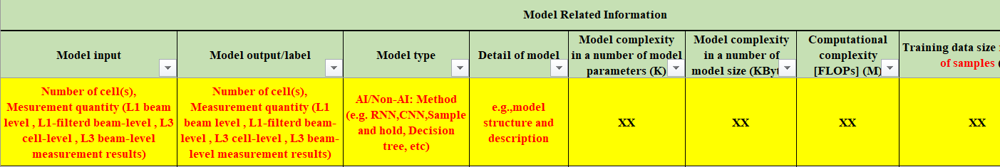 Model Related Information
Model input
Model output/label
Model type
Detail of model
Model complexity
in a number of model
parameters (K)
Model complexity
in a number of
model size (KByt
Computational
complexity
[FLOPs] (M)
Training data size
of samples (
Number of cell(s),
Mesurement quantity (L1 beam
level , L1-filterd beam-level , L3
cell-level , L3 beam-level
measurement results)
Number of cell(s),
Measurement quantity (L1
beam level , L1-filterd beam-
level , L3 cell-level , L3 beam-
level measurement results)
AI/Non-AI: Method
(e.g. RNN,CNN,Sample
and hold, Decision
tree, etc)
e.g.,model
structure and
description
XX
XX
XX
XX